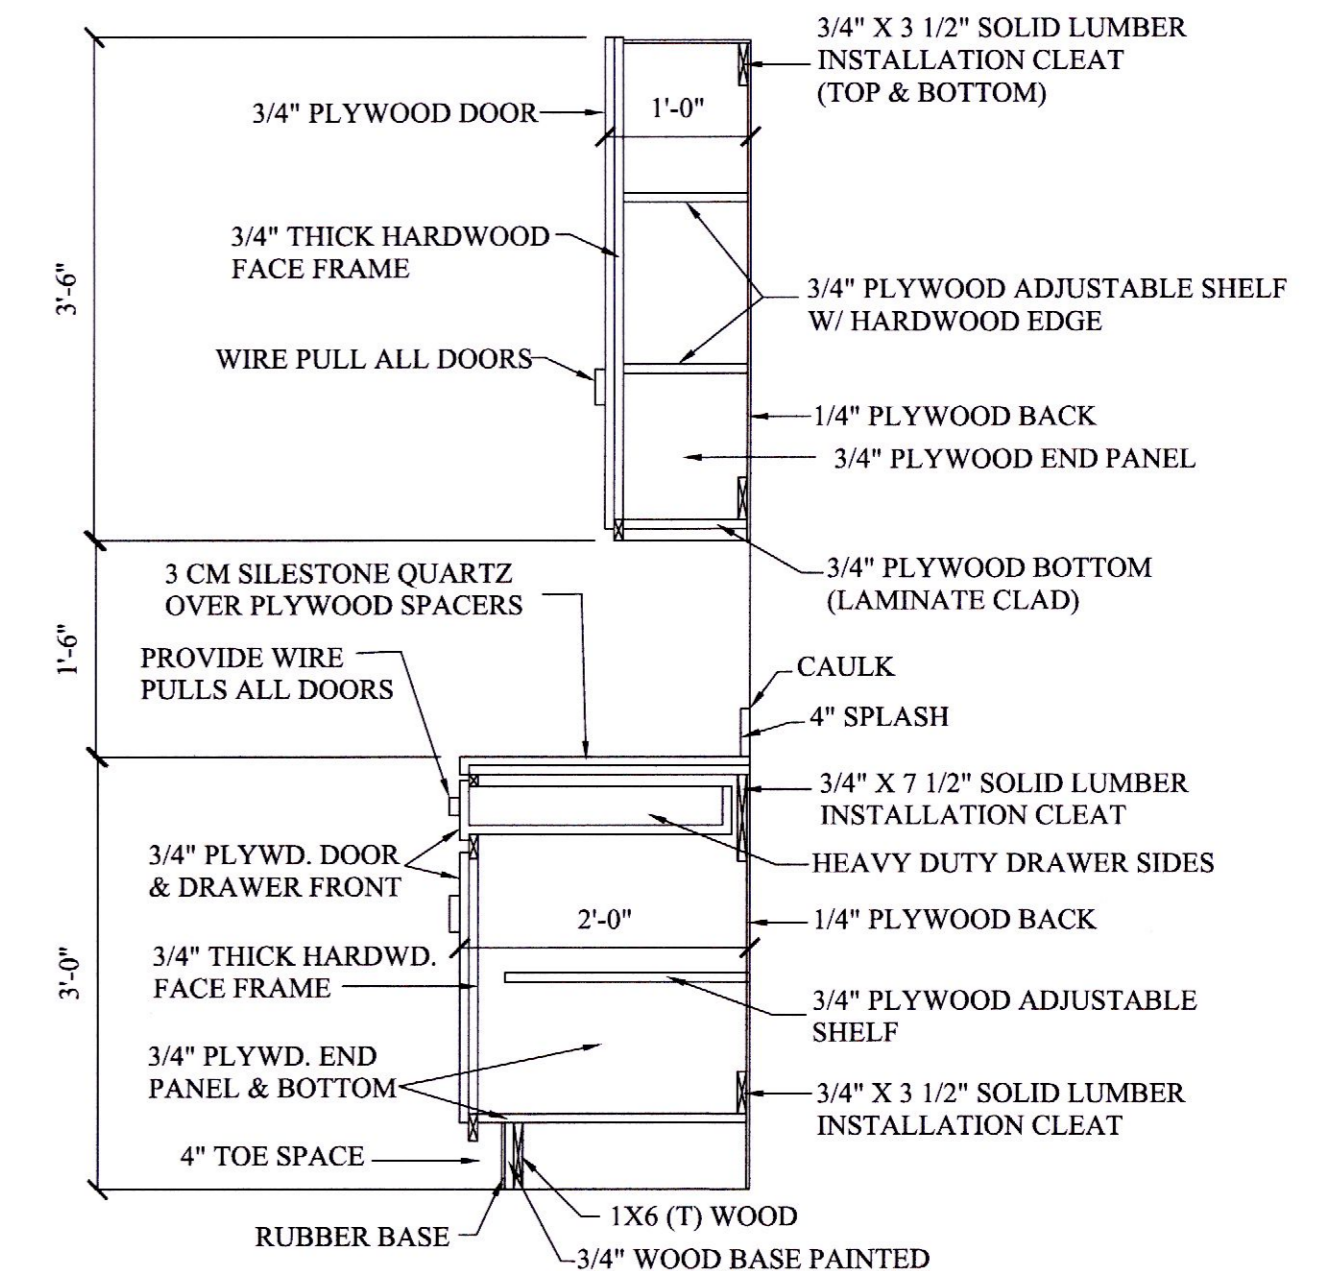 3/4" X 3 1/2" SOLID LUMBER
INSTALLATION CLEAT
(TOP & BOTTOM)
3/4" PLYWOOD DOOR
1'-0"
3/4" THICK HARDWOOD
FACE FRAME
3'-6"
3/4" PLYWOOD ADJUSTABLE SHELF
W/ HARDWOOD EDGE
WIRE PULL ALL DOORS
1/4" PLYWOOD BACK
3/4" PLYWOOD END PANEL
3/4" PLYWOOD BOTTOM
(LAMINATE CLAD)
3 CM SILESTONE QUARTZ
OVER PLYWOOD SPACERS
1'-6"
PROVIDE WIRE
PULLS ALL DOORS
CAULK
4" SPLASH
3/4" X 7 1/2" SOLID LUMBER
INSTALLATION CLEAT
3/4" PLYWD. DOOR
& DRAWER FRONT
HEAVY DUTY DRAWER SIDES
2'-0"
1/4" PLYWOOD BACK
3/4" THICK HARDWD.
FACE FRAME
3'-0"
3/4" PLYWOOD ADJUSTABLE
SHELF
3/4" PLYWD. END
PANEL & BOTTOM
3/4" X 3 1/2" SOLID LUMBER
INSTALLATION CLEAT
4" TOE SPACE
1X6 (T) WOOD
RUBBER BASE
3/4" WOOD BASE PAINTED